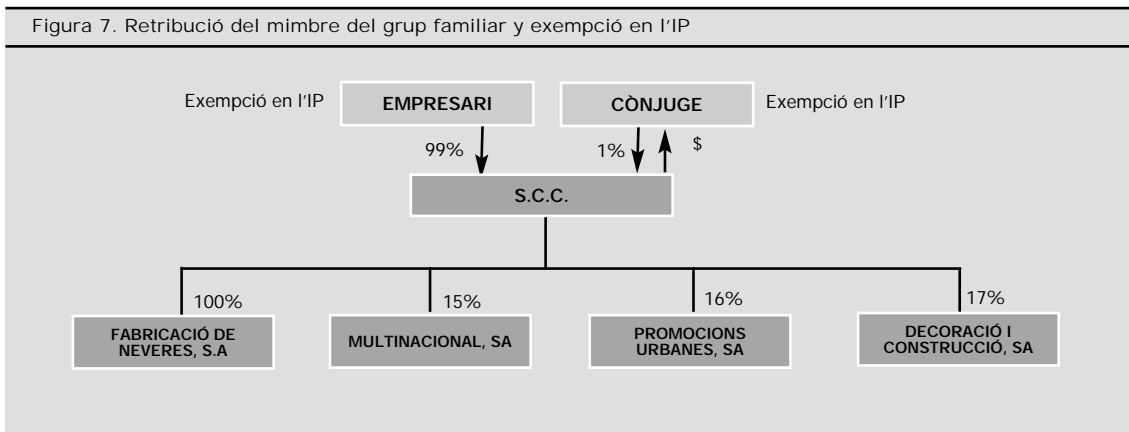 Figura 7. Retribució del mimbre del grup familiar y exempció en l'IP
Exempció en l'IP
EMPRESARI
CÒNJUGE
Exempció en l'IP
99%
1%
$
S.C.C.
100%
15%
16%
17%
FABRICACIÓ DE
NEVERES, S.A
MULTINACIONAL, SA
PROMOCIONS
URBANES, SA
DECORACIÓ I
CONSTRUCCIÓ, SA